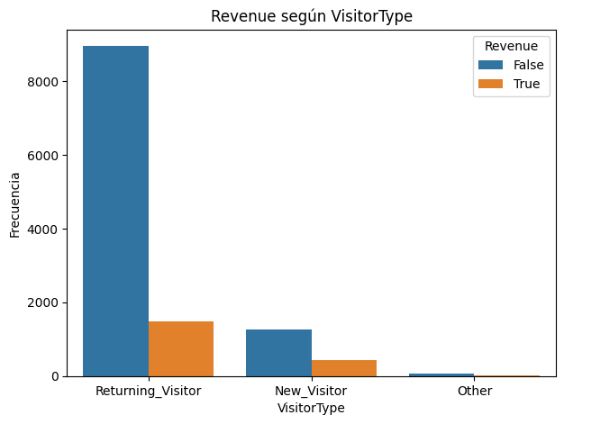 Revenue según VisitorType
Revenue
False
True
Frecuencia
8000
6000
4000
2000
0
Returning_Visitor
New_Visitor
Other
VisitorType